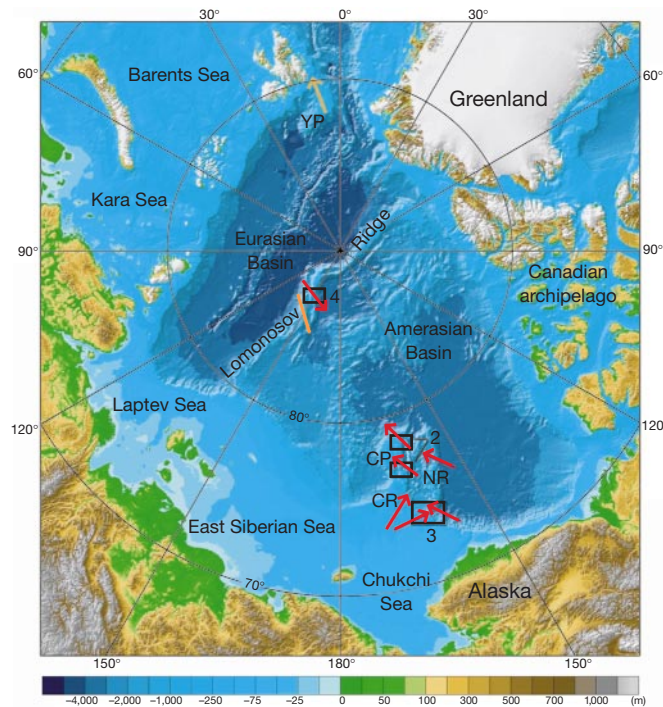 30° 0° 30°
60° 60°
Barents Sea
Greenland
YP
Kara Sea
Ridge
Eurasian
Basin
90° 90°
Canadian
archipelago
4
Lomonosov
Amerasian
Basin
Laptev Sea
80°
120° 120
2
CP
NR
CR
East Siberian Sea
3
70°
Chukchi
Sea
Alaska
150° 180° 150°
−4,000 −2,000 −1,000 −250 −75 −25 0 50 100 300 500 700 1,000 (m)